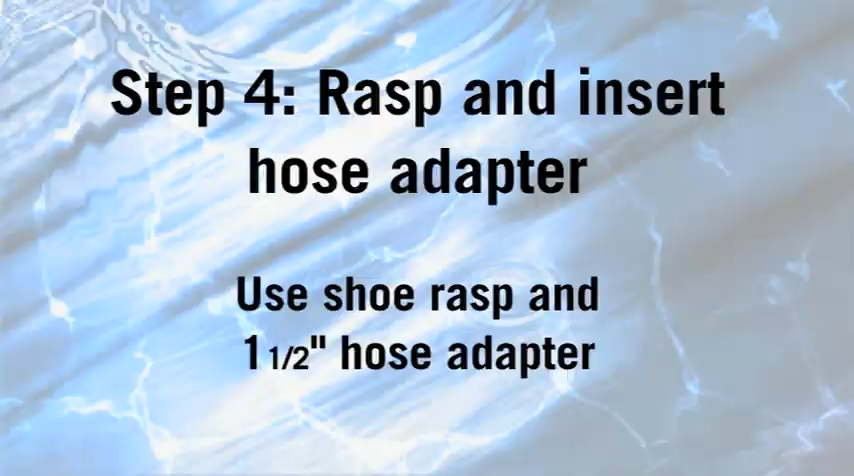 Step 4: Rasp and insert
hose adapter
Use shoe rasp and
1 1/2" hose adapter